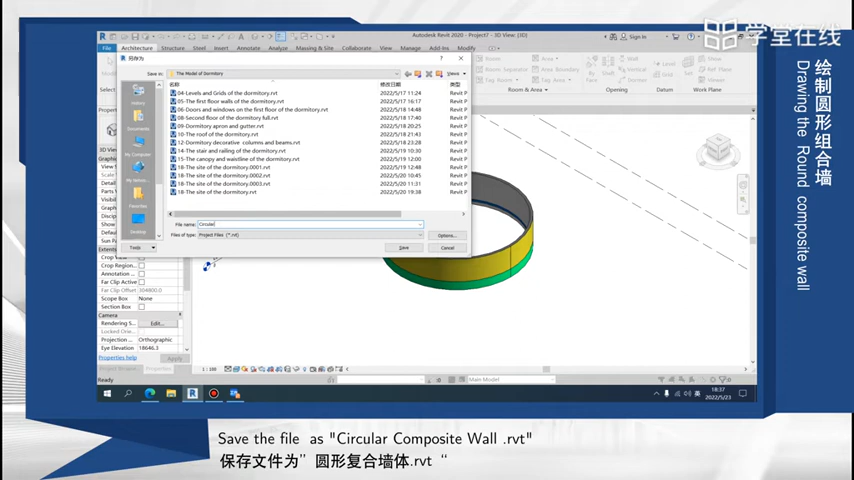 学堂在线
Autodesk Revit 2020 - Project7 - 3D View: {3D}
Sign In
File Architecture Structure Steel Insert Annotate Analyze Massing & Site Collaborate View Manage Add-Ins Modify
另存为
Save in: The Model of Dormitory
Views
名称 修改日期 类型
04-Levels and Grids of the dormitory.rvt 2022/5/17 11:24 Revit P
05-The first floor walls of the dormitory.rvt 2022/5/17 16:17 Revit P
06-Doors and windows on the first floor of the dormitory.rvt 2022/5/18 14:48 Revit P
08-Second floor of the dormitory full.rvt 2022/5/18 17:40 Revit P
09-Dormitory apron and gutter.rvt 2022/5/18 20:25 Revit P
10-The roof of the dormitory.rvt 2022/5/18 21:43 Revit P
12-Dormitory decorative columns and beams.rvt 2022/5/18 23:28 Revit P
14-The stair and railing of the dormitory.rvt 2022/5/19 10:30 Revit P
15-The canopy and waistline of the dormitory.rvt 2022/5/19 12:00 Revit P
18-The site of the dormitory.0001.rvt 2022/5/19 12:18 Revit P
18-The site of the dormitory.0002.rvt 2022/5/20 10:45 Revit P
18-The site of the dormitory.0003.rvt 2022/5/20 11:31 Revit P
18-The site of the dormitory.rvt 2022/5/20 19:38 Revit P
History
Documents
My Computer
Favorites
Desktop
File name: Circular
Files of type: Project Files (*.rvt)
Options...
Tools Save Cancel
Room Separator
Tag Room
Area
Room & Area
Shaft
Wall
Vertical
Dormer
Opening
Datum
Show
Ref Plane
Viewer
Work Plane
Crop Region...
Annotation ...
Far Clip Active
Far Clip Offset 304800.0
Scope Box None
Section Box
Camera
Rendering S... Edit...
Locked Orie...
Projection ... Orthographic
Eye Elevation 18646.3
Properties help Apply
1 : 100
Ready
Main Model
18:37
2022/5/23
绘制圆形组合墙
Drawing the Round composite wall
Save the file as "Circular Composite Wall .rvt"
保存文件为” 圆形复合墙体.rvt “